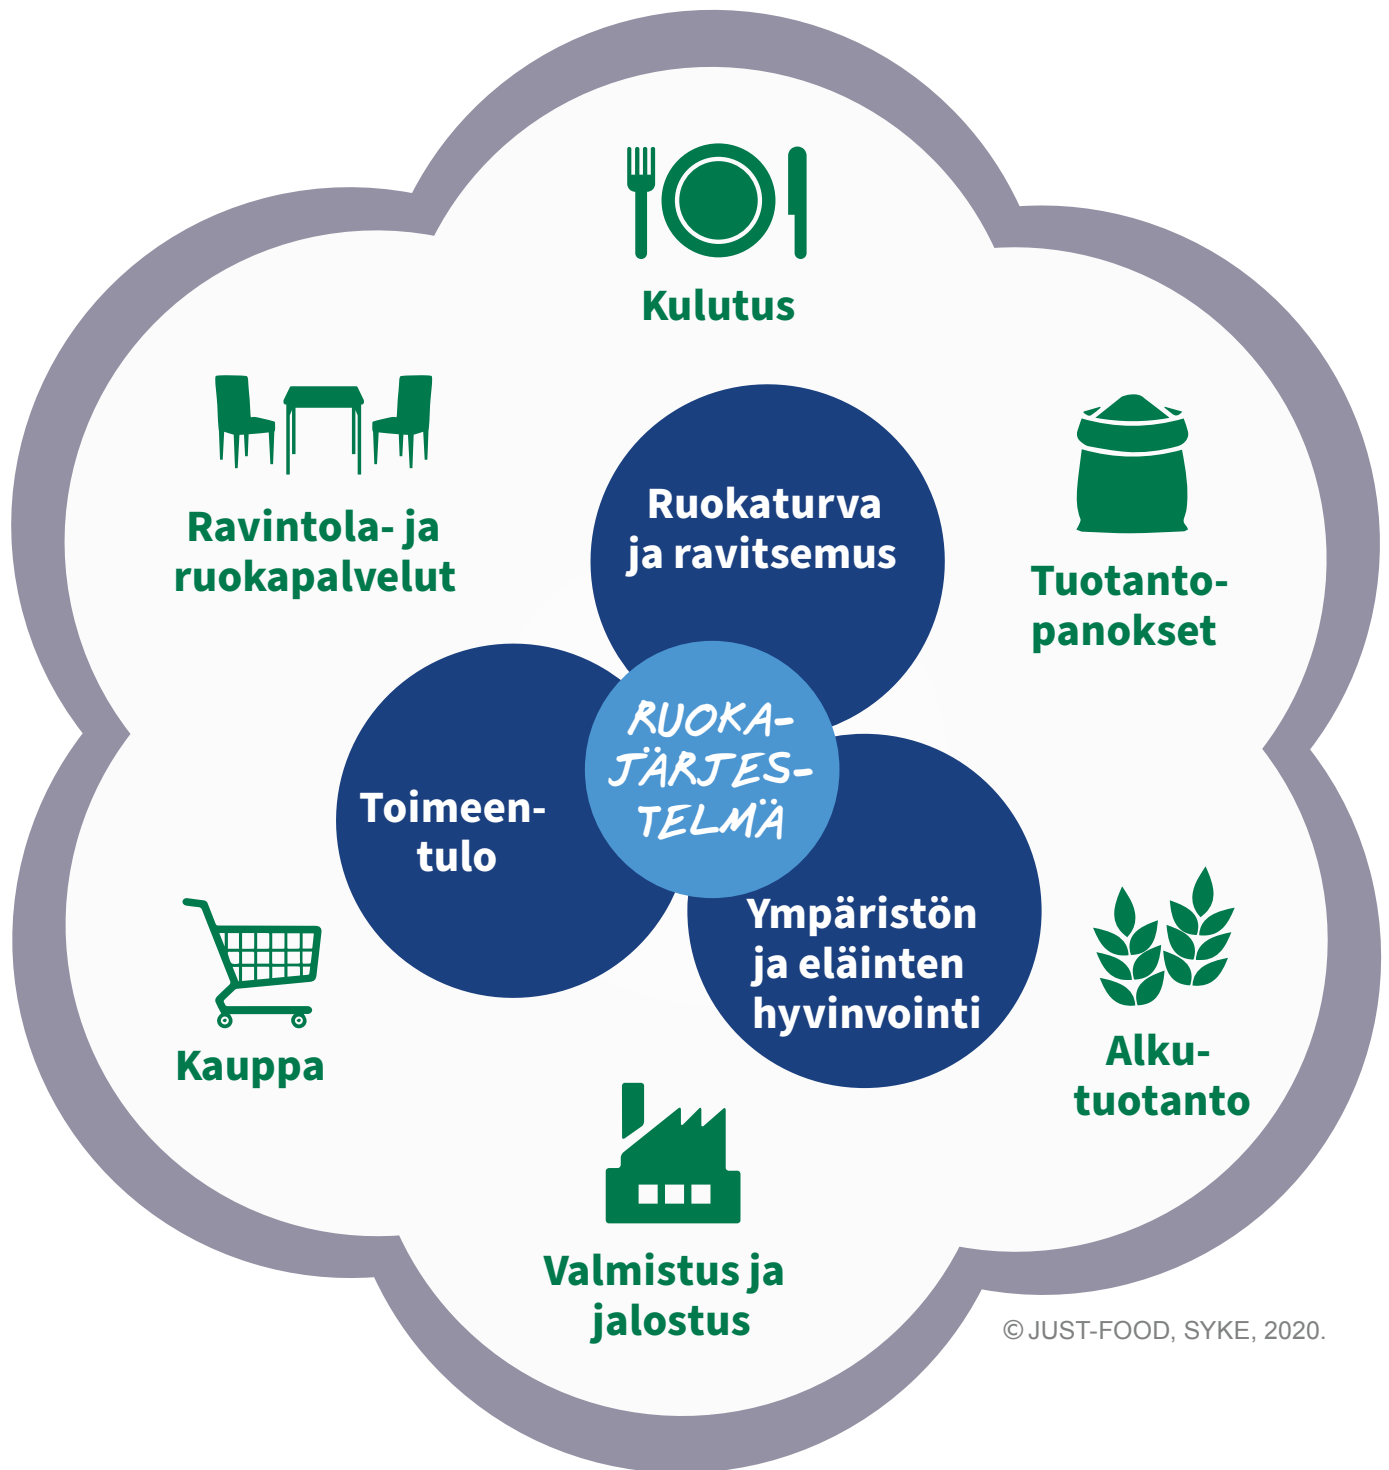 Kulutus
Ravintola- ja
ruokapalvelut
Ruokaturva
ja ravitsemus
Tuotanto-
panokset
RUOKA-
JÄRJES-
TELMÄ
Toimeen-
tulo
Ympäristön
ja eläinten
hyvinvointi
Kauppa
Alku-
tuotanto
Valmistus ja
jalostus
© JUST-FOOD, SYKE, 2020.